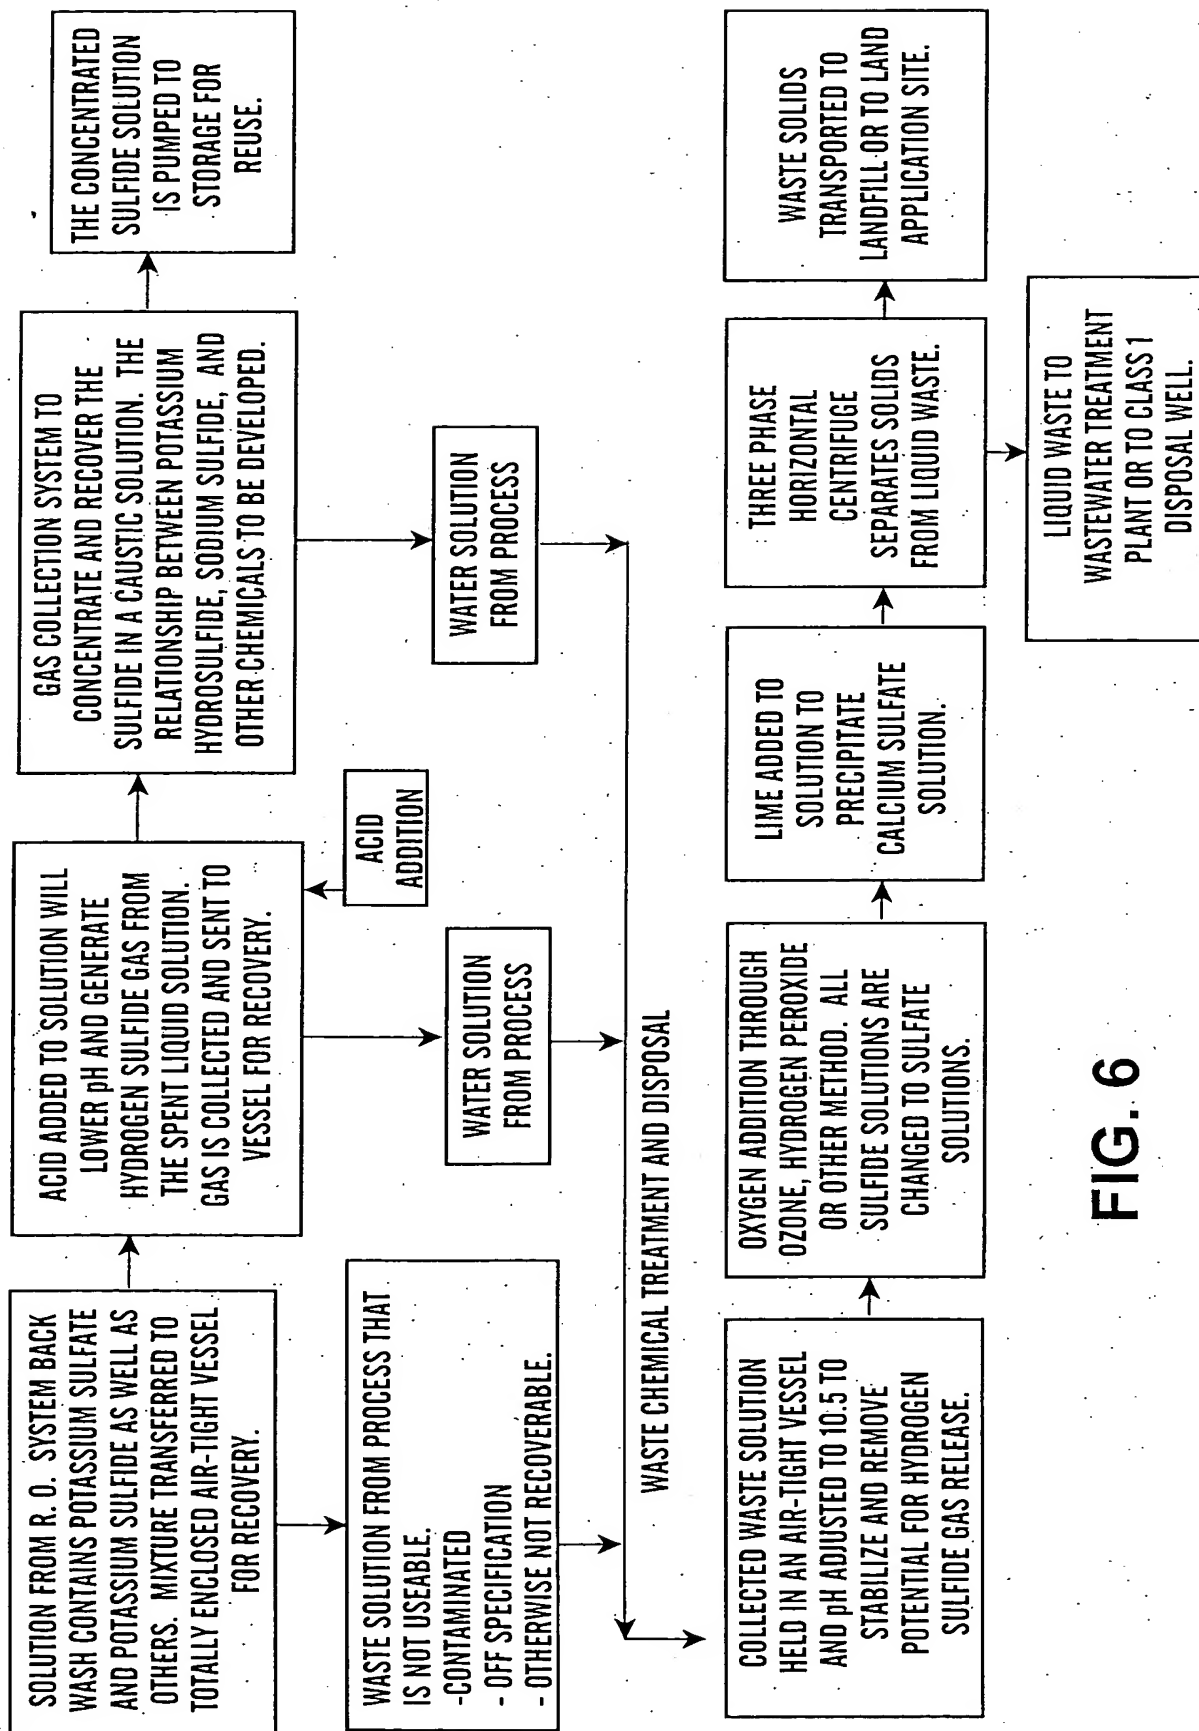 SOLUTION FROM R. O. SYSTEM BACK
WASH CONTAINS POTASSIUM SULFATE
AND POTASSIUM SULFIDE AS WELL AS
OTHERS. MIXTURE TRANSFERRED TO
TOTALLY ENCLOSED AIR-TIGHT VESSEL
FOR RECOVERY.
ACID ADDED TO SOLUTION WILL
LOWER pH AND GENERATE
HYDROGEN SULFIDE GAS FROM
THE SPENT LIQUID SOLUTION.
GAS IS COLLECTED AND SENT TO
VESSEL FOR RECOVERY.
GAS COLLECTION SYSTEM TO
CONCENTRATE AND RECOVER THE
SULFIDE IN A CAUSTIC SOLUTION. THE
RELATIONSHIP BETWEEN POTASSIUM
HYDROSULFIDE, SODIUM SULFIDE, AND
OTHER CHEMICALS TO BE DEVELOPED.
THE CONCENTRATED
SULFIDE SOLUTION
IS PUMPED TO
STORAGE FOR
REUSE.
ACID
ADDITION
WASTE SOLUTION FROM PROCESS THAT
IS NOT USEABLE.
-CONTAMINATED
- OFF SPECIFICATION
- OTHERWISE NOT RECOVERABLE.
WATER SOLUTION
FROM PROCESS
WATER SOLUTION
FROM PROCESS
WASTE CHEMICAL TREATMENT AND DISPOSAL
COLLECTED WASTE SOLUTION
HELD IN AN AIR-TIGHT VESSEL
AND pH ADJUSTED TO 10.5 TO
STABILIZE AND REMOVE
POTENTIAL FOR HYDROGEN
SULFIDE GAS RELEASE.
OXYGEN ADDITION THROUGH
OZONE, HYDROGEN PEROXIDE
OR OTHER METHOD. ALL
SULFIDE SOLUTIONS ARE
CHANGED TO SULFATE
SOLUTIONS.
LIME ADDED TO
SOLUTION TO
PRECIPITATE
CALCIUM SULFATE
SOLUTION.
THREE PHASE
HORIZONTAL
CENTRIFUGE
SEPARATES SOLIDS
FROM LIQUID WASTE.
WASTE SOLIDS
TRANSPORTED TO
LANDFILL OR TO LAND
APPLICATION SITE.
LIQUID WASTE TO
WASTEWATER TREATMENT
PLANT OR TO CLASS 1
DISPOSAL WELL.
FIG. 6